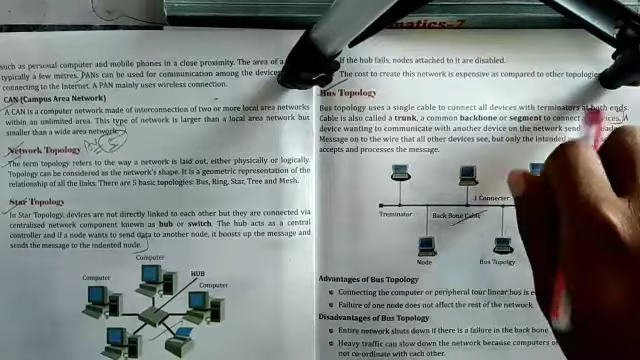 such as personal computer and mobile phones in a close proximity. The area of a
typically a few metres. PANs can be used for communication among the devices
connecting to the Internet. A PAN mainly uses wireless connection.
CAN (Campus Area Network)
A CAN is a computer network made of interconnection of two or more local area networks
within an unlimited area. This type of network is larger than a local area network but
smaller than a wide area network.
Network Topology
The term topology refers to the way a network is laid out, either physically or logically.
Topology can be considered as the network's shape. It is a geometric representation of the
relationship of all the links. There are 5 basic topologies: Bus, Ring, Star, Tree and Mesh.
Star Topology
In Star Topology, devices are not directly linked to each other but they are connected via
centralised network component known as hub or switch. The hub acts as a central
controller and if a node wants to send data to another node, it boosts up the message and
sends the message to the indented node.
Computer
HUB
Computer
Computer
matics-7
If the hub fails, nodes attached to it are disabled.
The cost to create this network is expensive as compared to other topologies
Bus Topology
Bus topology uses a single cable to connect all devices with terminators at both ends.
Cable is also called a trunk, a common backbone or segment to connect devices. A
device wanting to communicate with another device on the network send
Message on to the wire that all other devices see, but only the intended
accepts and processes the message.
Connecter
Treminator
Back Bone Cable
Node
Bus Topolgy
Advantages of Bus Topology
Connecting the computer or peripheral tour linear bus is
Failure of one node does not affect the rest of the network.
Disadvantages of Bus Topology
Entire network shuts down if there is a failure in the back bone
Heavy traffic can slow down the network because computers
not co-ordinate with each other.